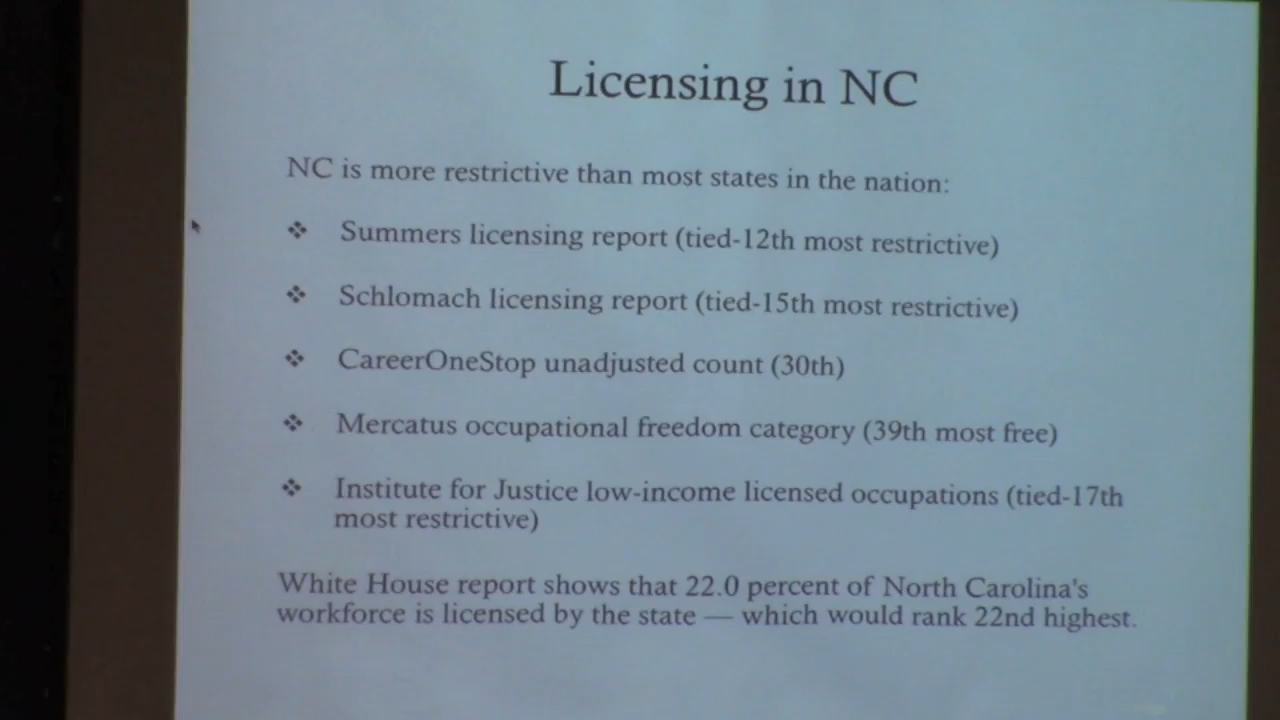 Licensing in NC
NC is more restrictive than most states in the nation:
❖ Summers licensing report (tied-12th most restrictive)
❖ Schlomach licensing report (tied-15th most restrictive)
❖ CareerOneStop unadjusted count (30th)
❖ Mercatus occupational freedom category (39th most free)
❖ Institute for Justice low-income licensed occupations (tied-17th
most restrictive)
White House report shows that 22.0 percent of North Carolina's
workforce is licensed by the state — which would rank 22nd highest.